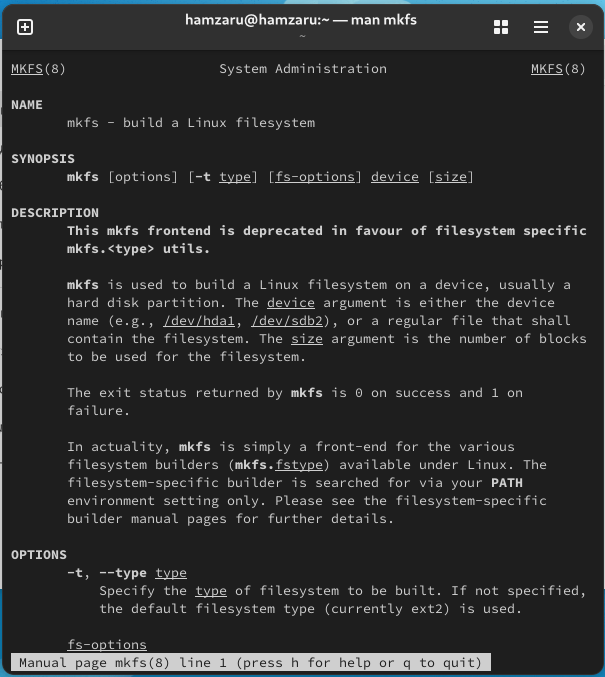 hamzaru@hamzaru:~ — man mkfs
~
MKFS(8) System Administration MKFS(8)
NAME
mkfs - build a Linux filesystem
SYNOPSIS
mkfs [options] [-t type] [fs-options] device [size]
DESCRIPTION
This mkfs frontend is deprecated in favour of filesystem specific
mkfs.<type> utils.
mkfs is used to build a Linux filesystem on a device, usually a
hard disk partition. The device argument is either the device
name (e.g., /dev/hda1, /dev/sdb2), or a regular file that shall
contain the filesystem. The size argument is the number of blocks
to be used for the filesystem.
The exit status returned by mkfs is 0 on success and 1 on
failure.
In actuality, mkfs is simply a front-end for the various
filesystem builders (mkfs.fstype) available under Linux. The
filesystem-specific builder is searched for via your PATH
environment setting only. Please see the filesystem-specific
builder manual pages for further details.
OPTIONS
-t, --type type
Specify the type of filesystem to be built. If not specified,
the default filesystem type (currently ext2) is used.
fs-options
Manual page mkfs(8) line 1 (press h for help or q to quit)